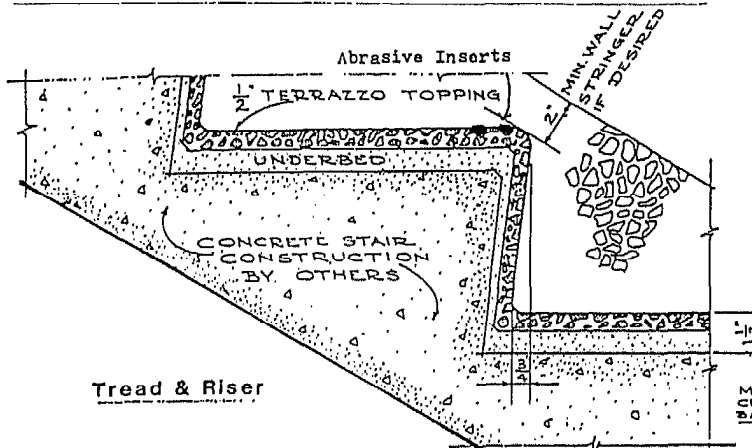 Abrasive Inserts
MIN. WALL
STRINGER
IF DESIRED
2"
1/2" TERRAZZO TOPPING
UNDERBED
CONCRETE STAIR
CONSTRUCTION
BY OTHERS
Tread & Riser